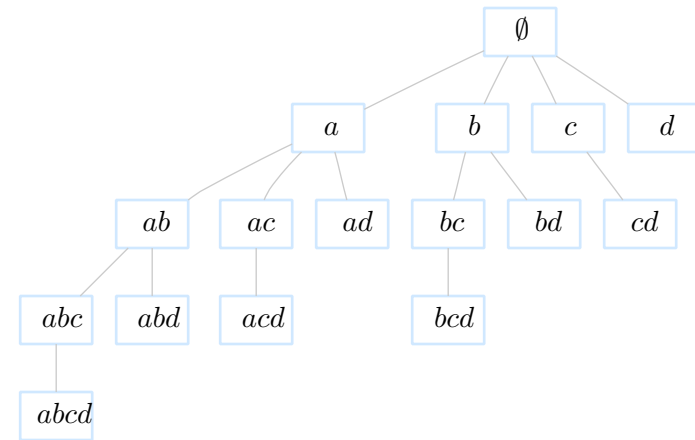 ∅
a b c d
ab ac ad bc bd cd
abc abd acd bcd
abcd